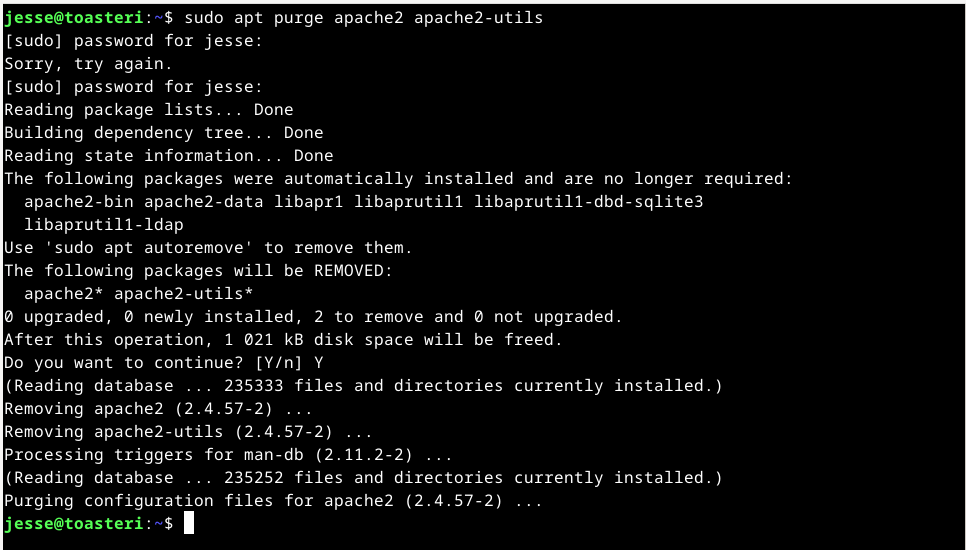 jesse@toasteri:~$ sudo apt purge apache2 apache2-utils
[sudo] password for jesse:
Sorry, try again.
[sudo] password for jesse:
Reading package lists... Done
Building dependency tree... Done
Reading state information... Done
The following packages were automatically installed and are no longer required:
  apache2-bin apache2-data libapr1 libaprutil1 libaprutil1-dbd-sqlite3
  libaprutil1-ldap
Use 'sudo apt autoremove' to remove them.
The following packages will be REMOVED:
  apache2* apache2-utils*
0 upgraded, 0 newly installed, 2 to remove and 0 not upgraded.
After this operation, 1 021 kB disk space will be freed.
Do you want to continue? [Y/n] Y
(Reading database ... 235333 files and directories currently installed.)
Removing apache2 (2.4.57-2) ...
Removing apache2-utils (2.4.57-2) ...
Processing triggers for man-db (2.11.2-2) ...
(Reading database ... 235252 files and directories currently installed.)
Purging configuration files for apache2 (2.4.57-2) ...
jesse@toasteri:~$